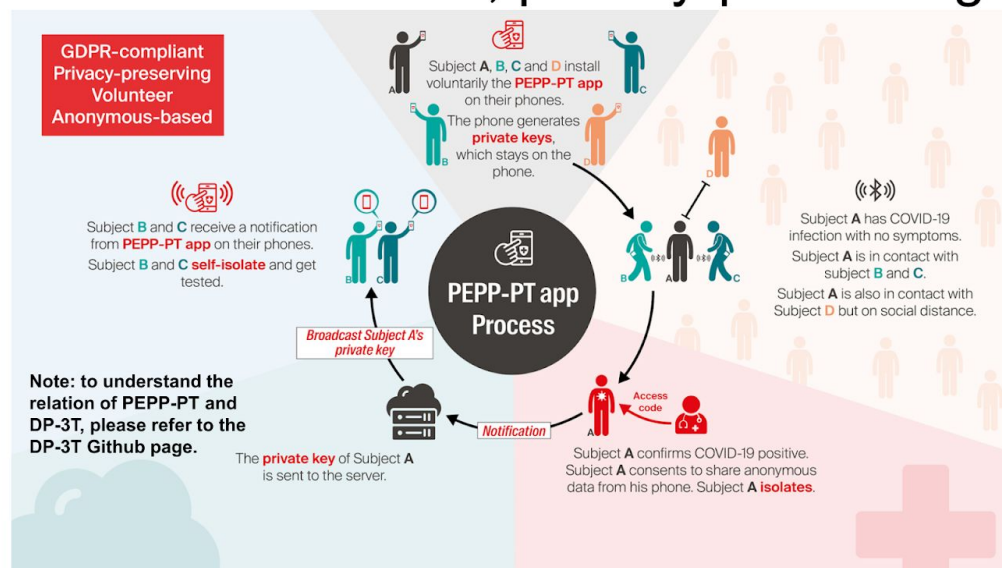 GDPR-compliant
Privacy-preserving
Volunteer
Anonymous-based
A
B
C
D
Subject A, B, C and D install
voluntarily the PEPP-PT app
on their phones.
The phone generates
private keys,
which stays on the
phone.
D
B
A
C
Subject A has COVID-19
infection with no symptoms.
Subject A is in contact with
subject B and C.
Subject A is also in contact with
Subject D but on social distance.
Access
code
A
Subject A confirms COVID-19 positive.
Subject A consents to share anonymous
data from his phone. Subject A isolates.
Notification
The private key of Subject A
is sent to the server.
Broadcast Subject A's
private key
B
C
Subject B and C receive a notification
from PEPP-PT app on their phones.
Subject B and C self-isolate and get
tested.
PEPP-PT app
Process
Note: to understand the
relation of PEPP-PT and
DP-3T, please refer to the
DP-3T Github page.